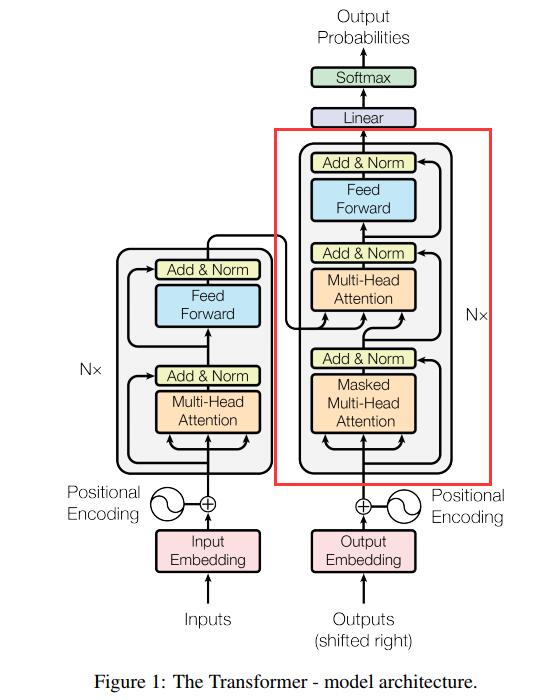 Output
Probabilities
Softmax
Linear
Add & Norm
Feed
Forward
Add & Norm
Multi-Head
Attention
Add & Norm
Masked
Multi-Head
Attention
N×
Add & Norm
Feed
Forward
Add & Norm
Multi-Head
Attention
N×
Positional
Encoding
Positional
Encoding
Input
Embedding
Output
Embedding
Inputs
Outputs
(shifted right)
Figure 1: The Transformer - model architecture.